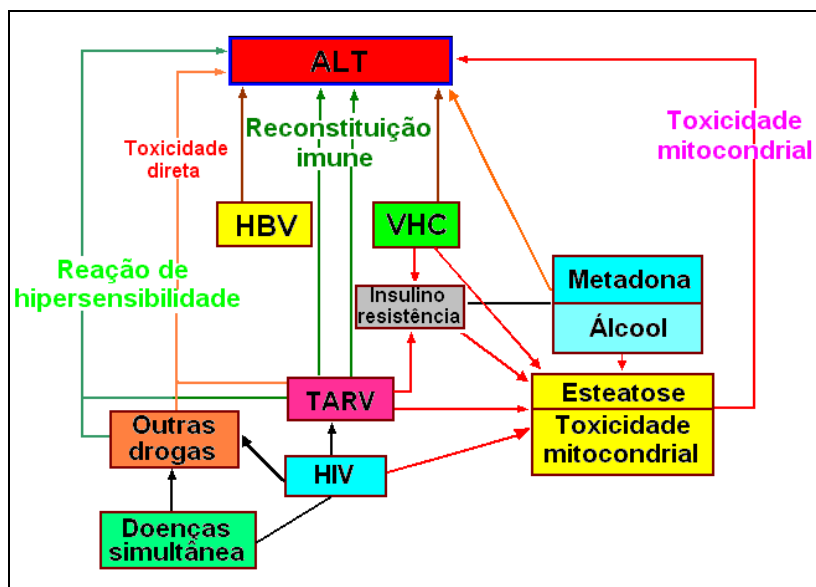 ALT
Reconstituição
imune
Toxicidade
direta
Toxicidade
mitocondrial
HBV
VHC
Reação de
hipersensibilidade
Insulino
resistência
Metadona
Álcool
TARV
Esteatose
Toxicidade
mitocondrial
Outras
drogas
HIV
Doenças
simultânea